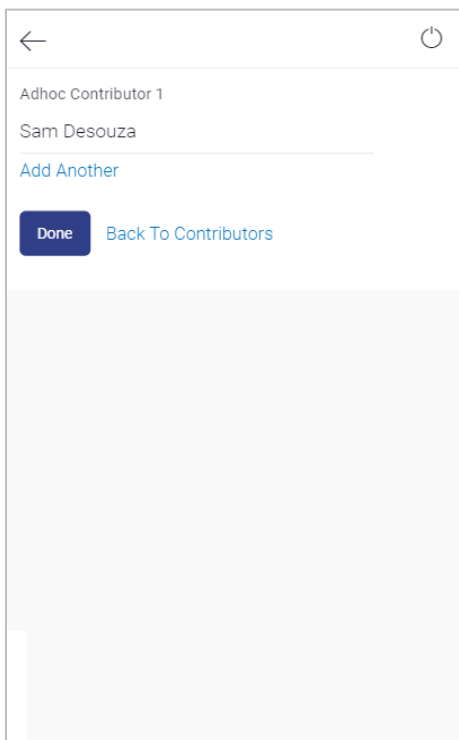 Adhoc Contributor 1
Sam Desouza
Add Another
Done Back To Contributors